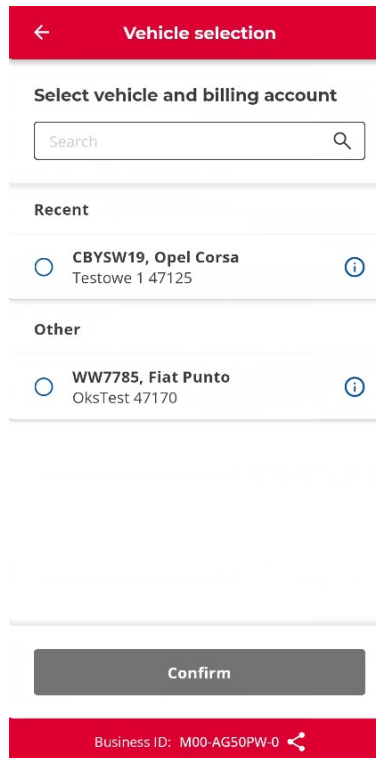 Vehicle selection
Select vehicle and billing account
Search
Recent
CBYSW19, Opel Corsa
Testowe 1 47125
Other
WW7785, Fiat Punto
OksTest 47170
Confirm
Business ID: M00-AG50PW-0